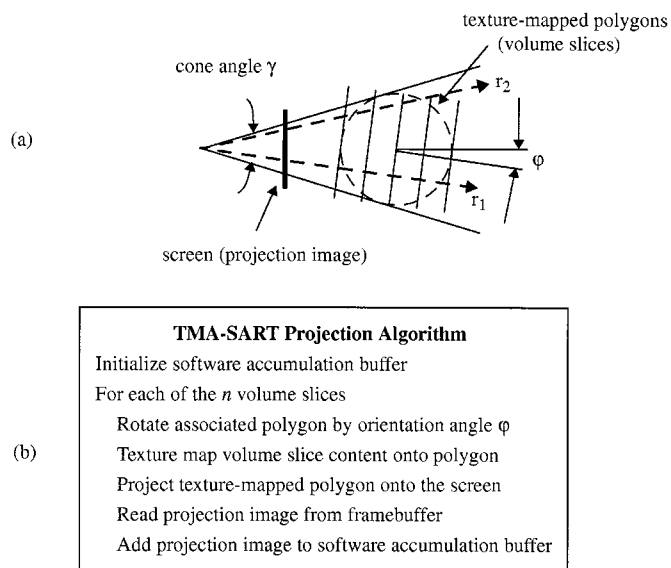 texture-mapped polygons
(volume slices)
cone angle γ
r2
(a)
φ
r1
screen (projection image)
TMA-SART Projection Algorithm
Initialize software accumulation buffer
For each of the n volume slices
Rotate associated polygon by orientation angle φ
Texture map volume slice content onto polygon
(b)
Project texture-mapped polygon onto the screen
Read projection image from framebuffer
Add projection image to software accumulation buffer